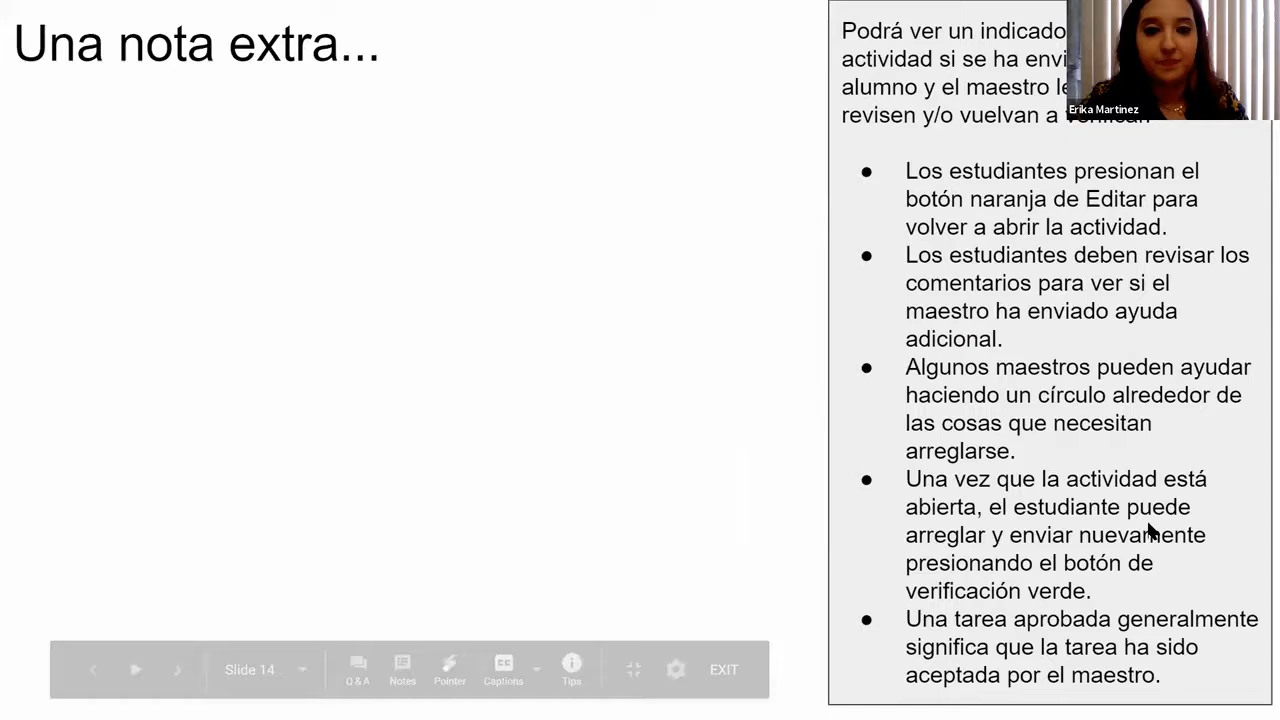 Una nota extra...
Podrá ver un indicado
actividad si se ha envi
alumno y el maestro
revisen y/o vuelvan a verificar.
Erika Martinez
● Los estudiantes presionan el
botón naranja de Editar para
volver a abrir la actividad.
● Los estudiantes deben revisar los
comentarios para ver si el
maestro ha enviado ayuda
adicional.
● Algunos maestros pueden ayudar
haciendo un círculo alrededor de
las cosas que necesitan
arreglarse.
● Una vez que la actividad está
abierta, el estudiante puede
arreglar y enviar nuevamente
presionando el botón de
verificación verde.
● Una tarea aprobada generalmente
significa que la tarea ha sido
aceptada por el maestro.
Slide 14
Q & A
Notes
Pointer
CC
Captions
Tips
EXIT